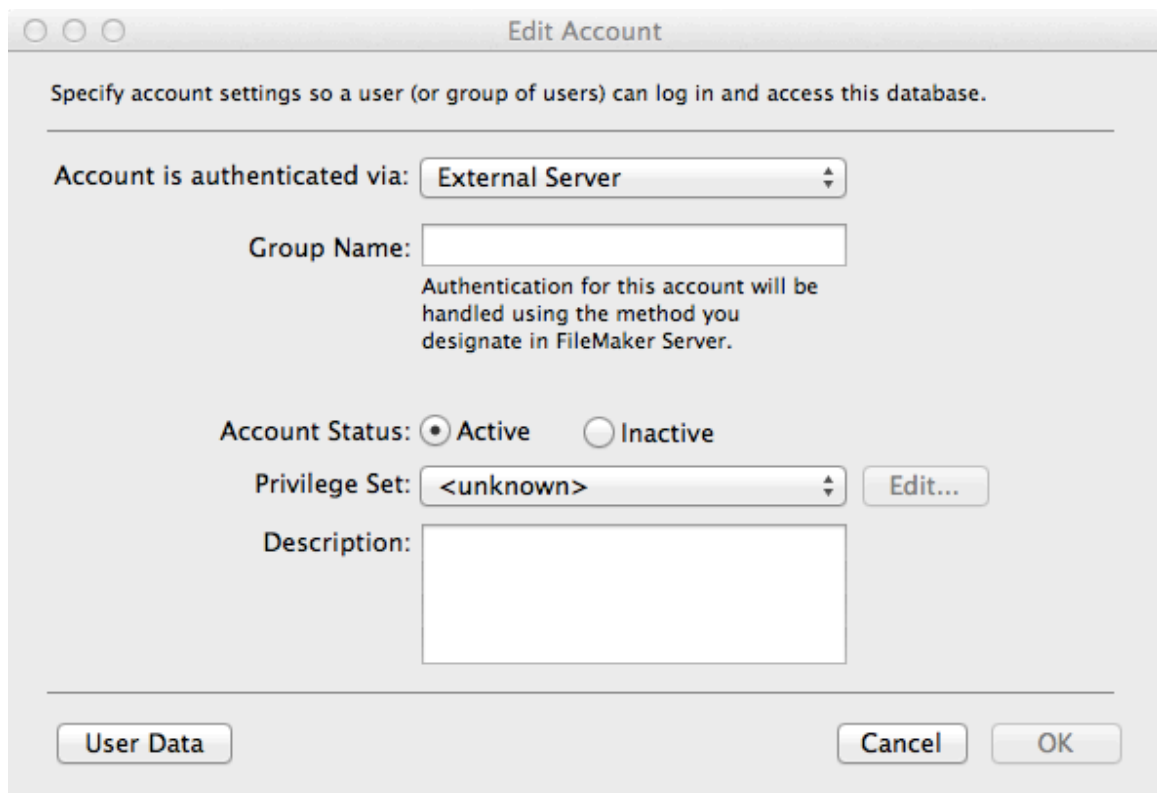 Edit Account
Specify account settings so a user (or group of users) can log in and access this database.
Account is authenticated via: External Server
Group Name:
Authentication for this account will be
handled using the method you
designate in FileMaker Server.
Account Status: Active Inactive
Privilege Set: <unknown> Edit...
Description:
User Data Cancel OK